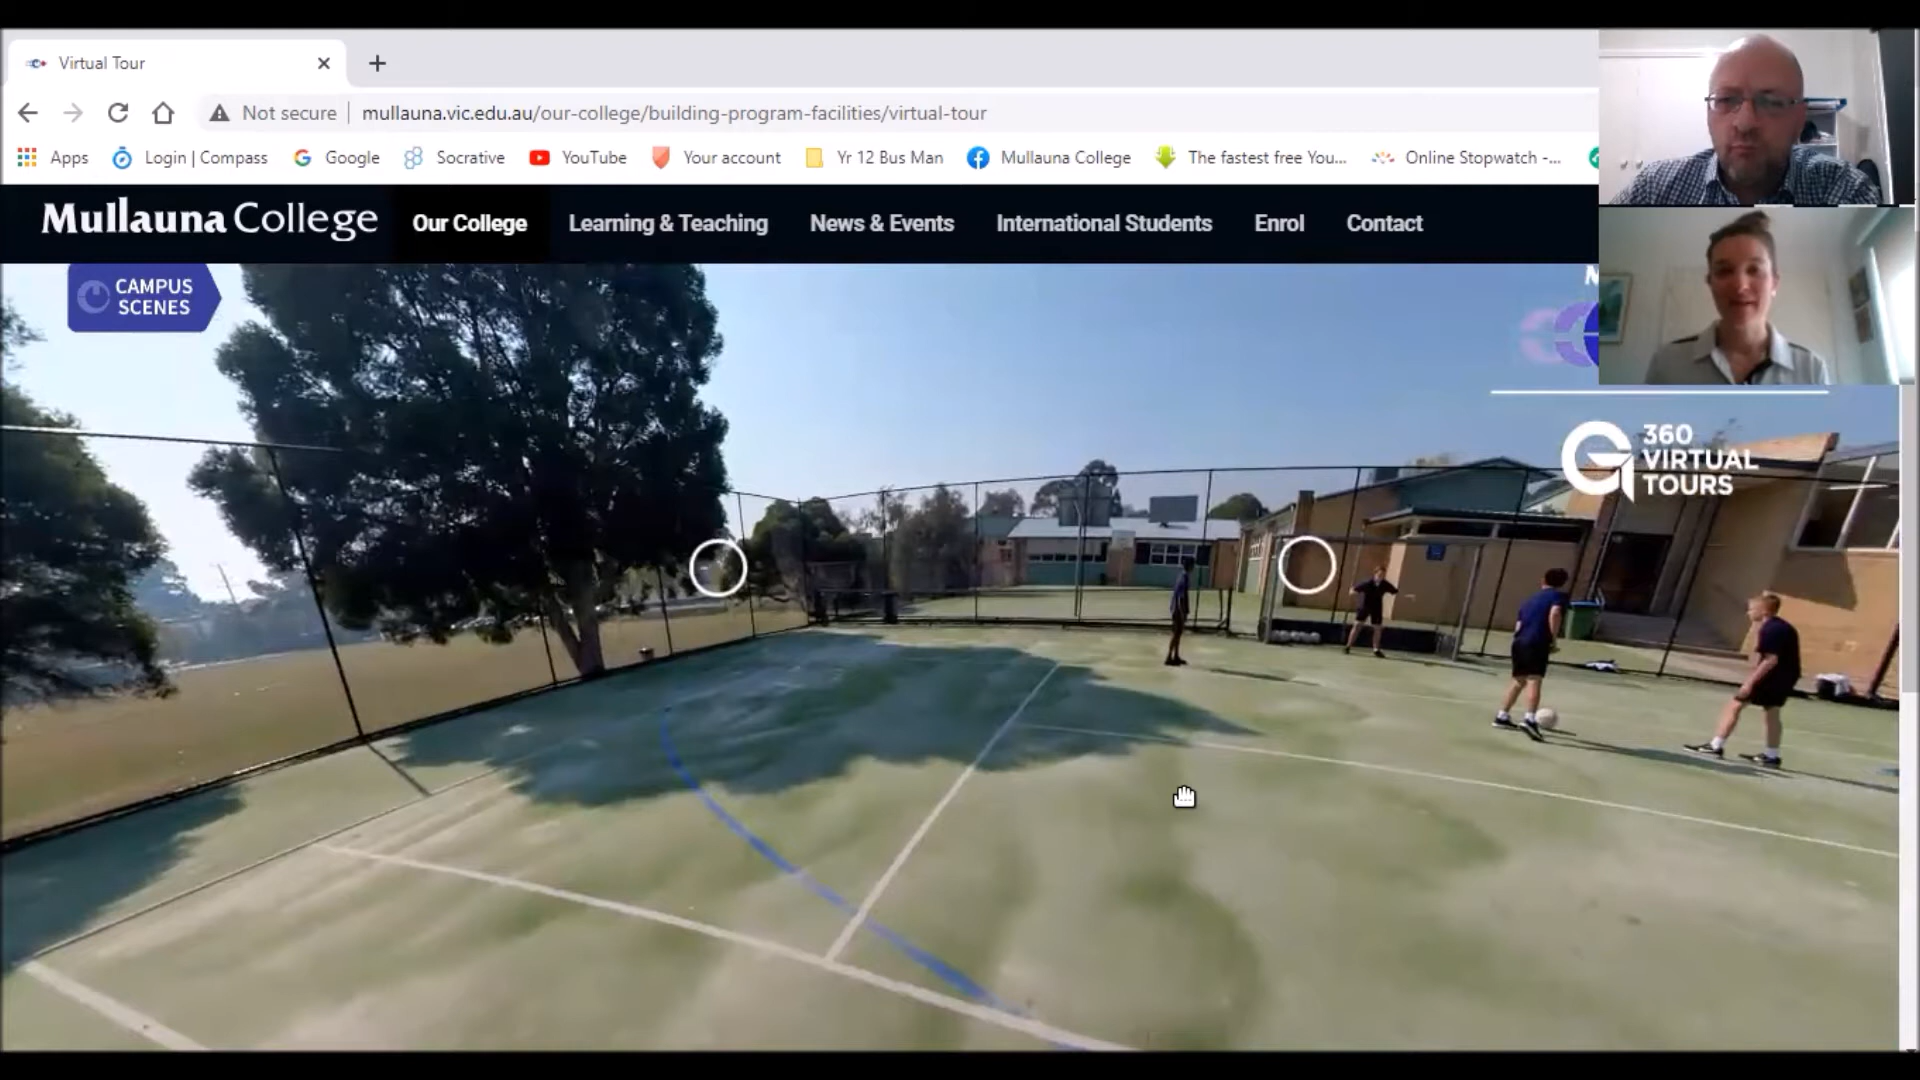 Virtual Tour
Not secure mullauna.vic.edu.au/our-college/building-program-facilities/virtual-tour
Apps Login | Compass Google Socrative YouTube Your account Yr 12 Bus Man Mullauna College The fastest free You... Online Stopwatch -...
Mullauna College Our College Learning & Teaching News & Events International Students Enrol Contact
CAMPUS
SCENES
360
VIRTUAL
TOURS